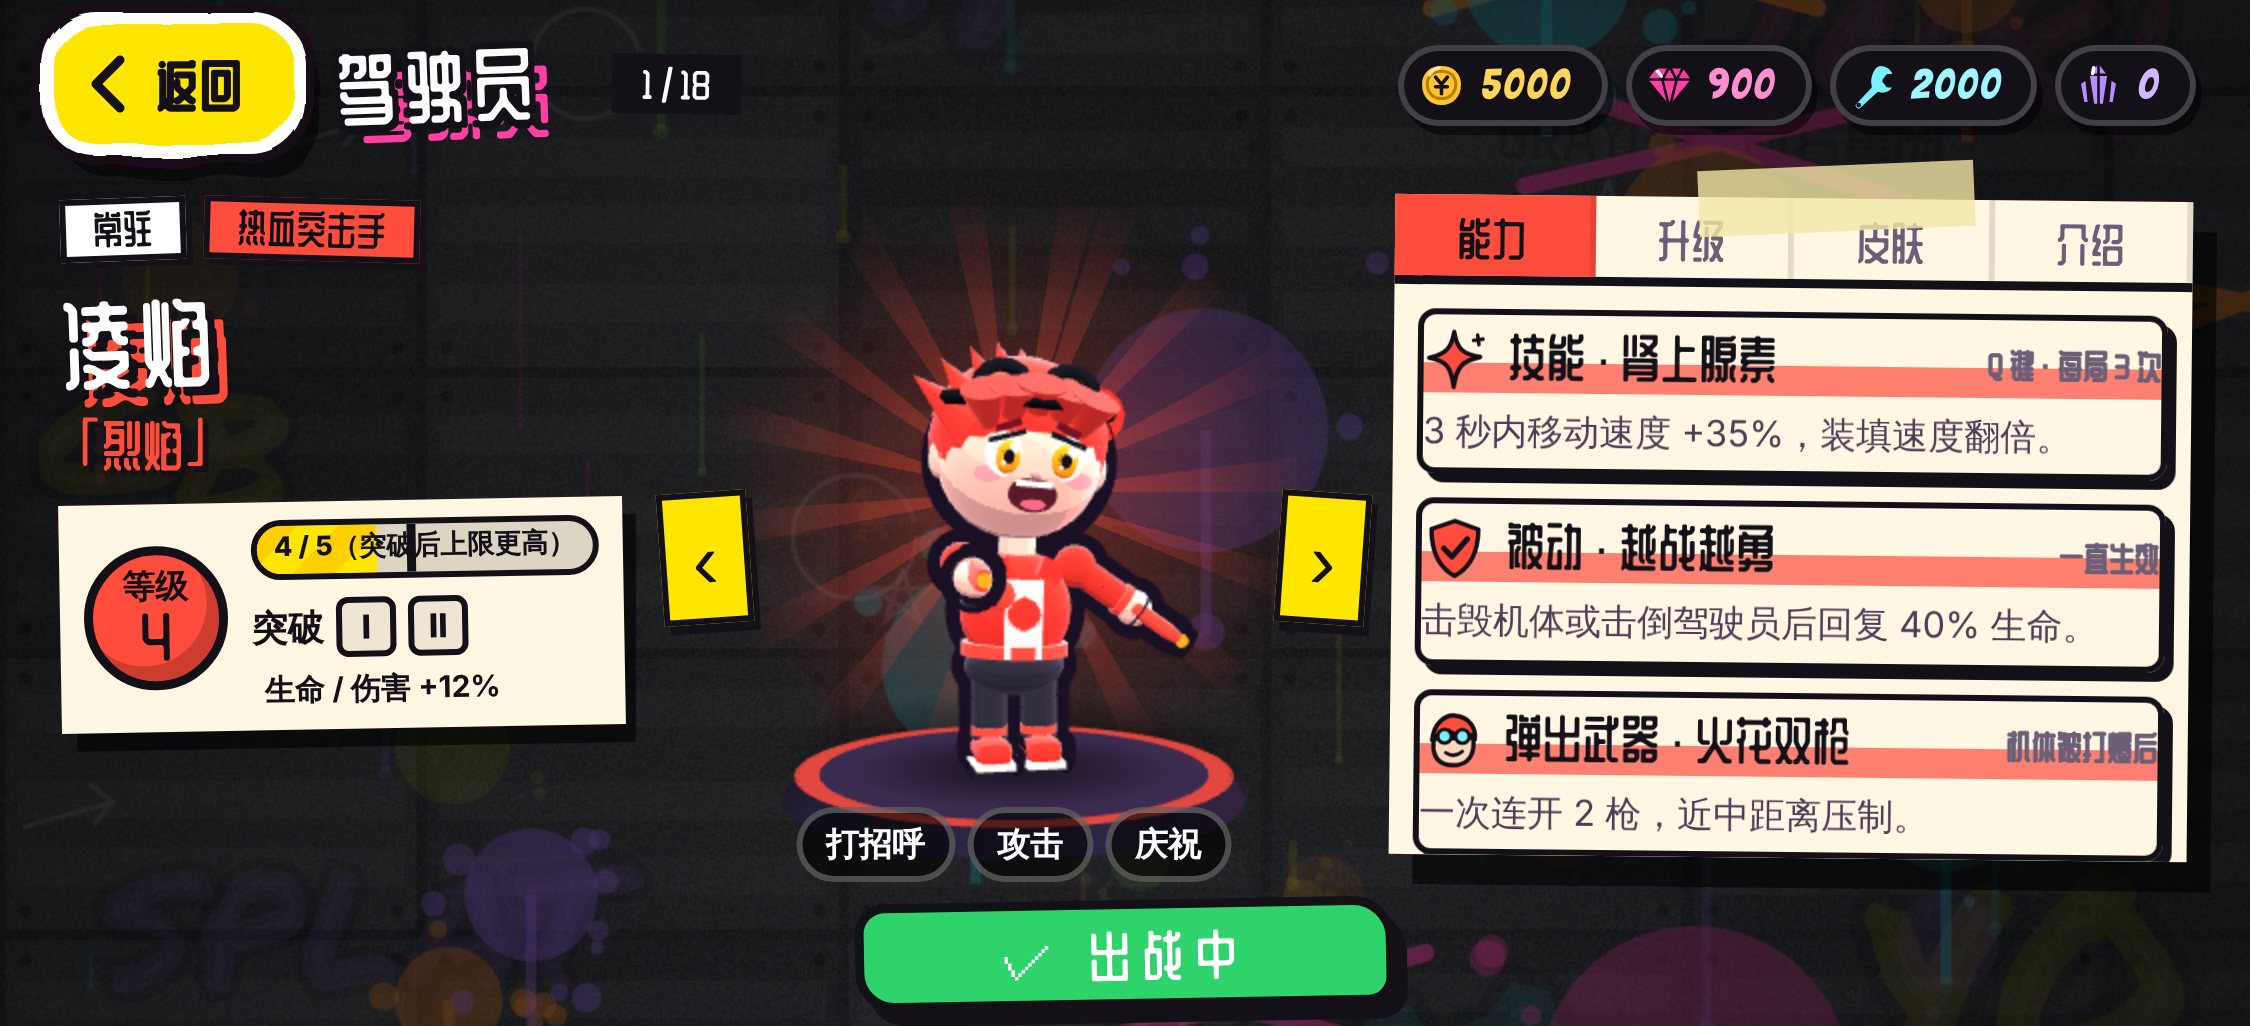 返回
驾驶员
1/18
5000
900
2000
0
常驻
热血突击手
凌焰
「烈焰」
等级
4
4 / 5（突破后上限更高）
突破 I II
生命 / 伤害 +12%
‹
›
打招呼
攻击
庆祝
✓ 出战中
能力
升级
皮肤
介绍
技能 · 肾上腺素
Q 键 · 每局 3 次
3 秒内移动速度 +35%，装填速度翻倍。
被动 · 越战越勇
一直生效
击毁机体或击倒驾驶员后回复 40% 生命。
弹出武器 · 火花双枪
机体被打爆后
一次连开 2 枪，近中距离压制。
SPL